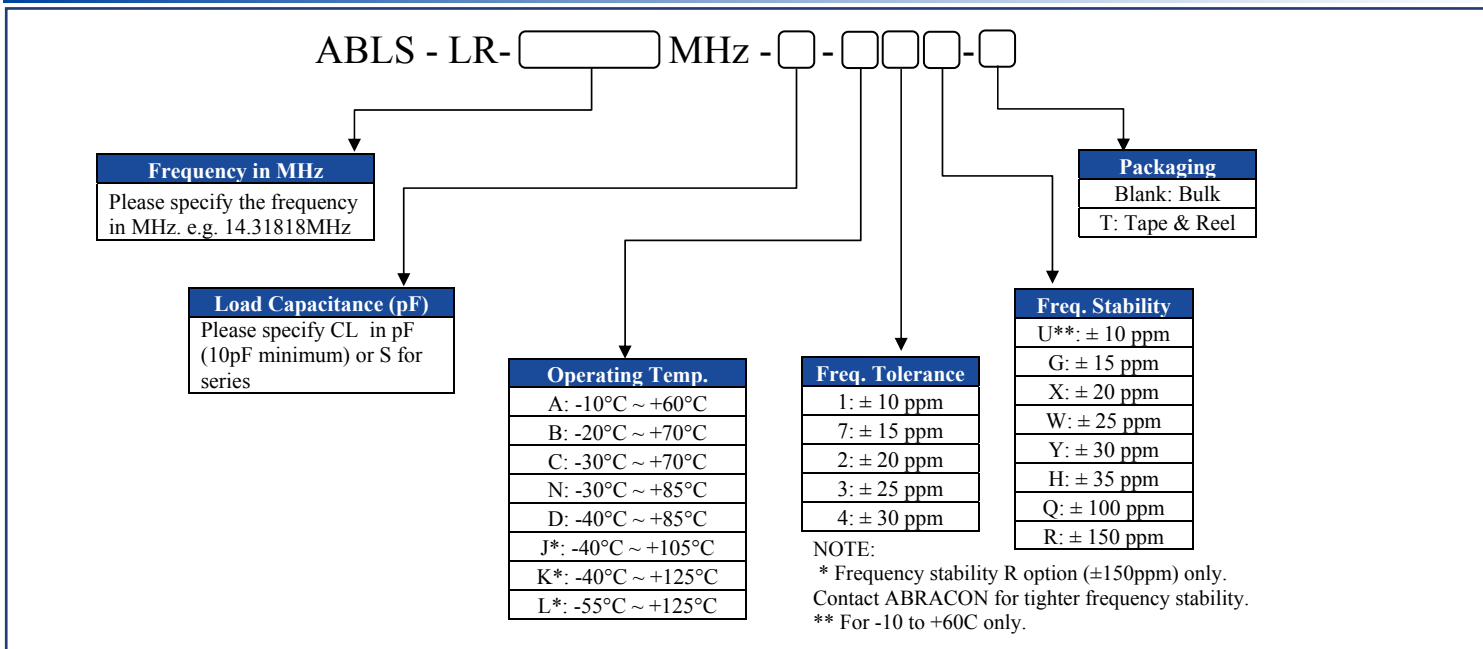 ABLS - LR- MHz - - -
Frequency in MHz
Please specify the frequency
in MHz. e.g. 14.31818MHz
Packaging
Blank: Bulk
T: Tape & Reel
Load Capacitance (pF)
Please specify CL in pF
(10pF minimum) or S for
series
Operating Temp.
A: -10°C ~ +60°C
B: -20°C ~ +70°C
C: -30°C ~ +70°C
N: -30°C ~ +85°C
D: -40°C ~ +85°C
J*: -40°C ~ +105°C
K*: -40°C ~ +125°C
L*: -55°C ~ +125°C
Freq. Tolerance
1: ± 10 ppm
7: ± 15 ppm
2: ± 20 ppm
3: ± 25 ppm
4: ± 30 ppm
Freq. Stability
U**: ± 10 ppm
G: ± 15 ppm
X: ± 20 ppm
W: ± 25 ppm
Y: ± 30 ppm
H: ± 35 ppm
Q: ± 100 ppm
R: ± 150 ppm
NOTE:
* Frequency stability R option (±150ppm) only.
Contact ABRACON for tighter frequency stability.
** For -10 to +60C only.